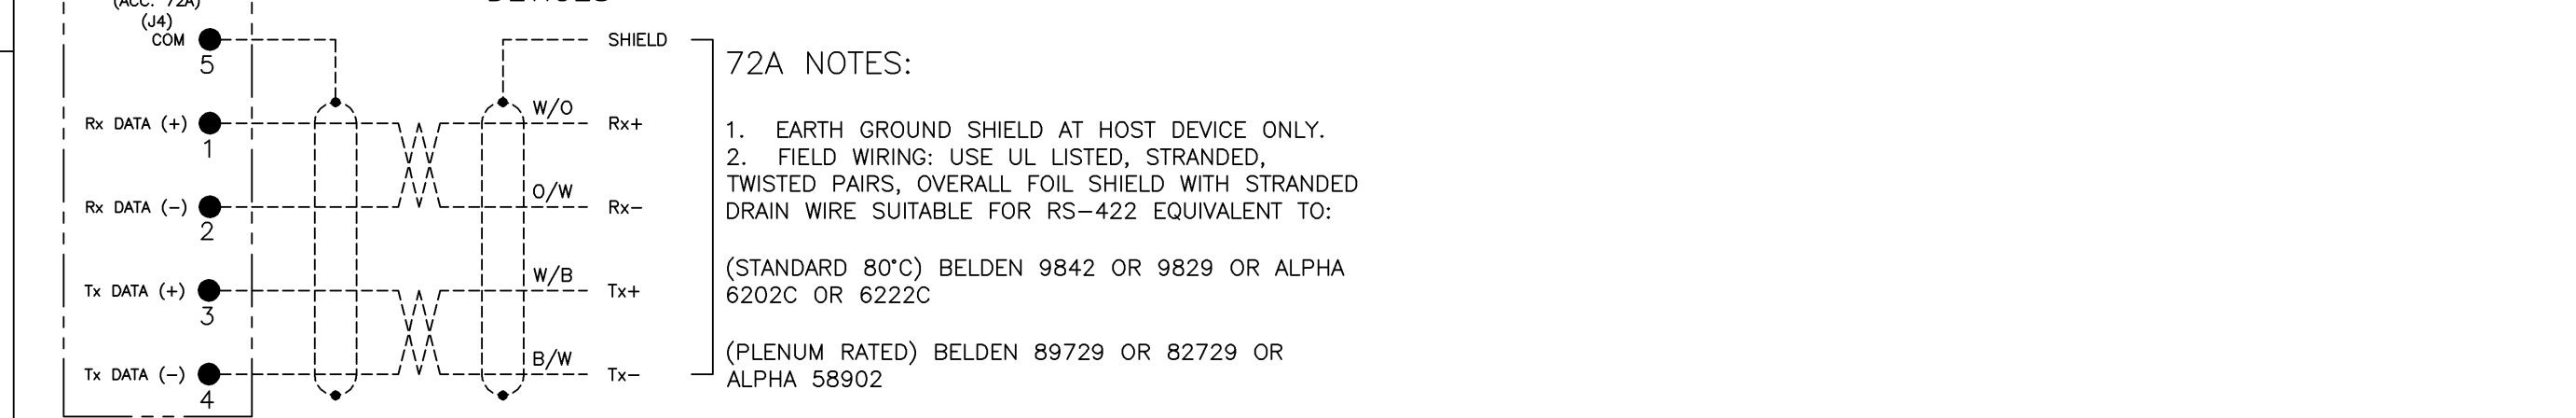 (J4)
COM
5
Rx DATA (+)
1
Rx DATA (-)
2
Tx DATA (+)
3
Tx DATA (-)
4
SHIELD
W/O
Rx+
O/W
Rx-
W/B
Tx+
B/W
Tx-
72A NOTES:
1. EARTH GROUND SHIELD AT HOST DEVICE ONLY.
2. FIELD WIRING: USE UL LISTED, STRANDED,
TWISTED PAIRS, OVERALL FOIL SHIELD WITH STRANDED
DRAIN WIRE SUITABLE FOR RS-422 EQUIVALENT TO:
(STANDARD 80°C) BELDEN 9842 OR 9829 OR ALPHA
6202C OR 6222C
(PLENUM RATED) BELDEN 89729 OR 82729 OR
ALPHA 58902